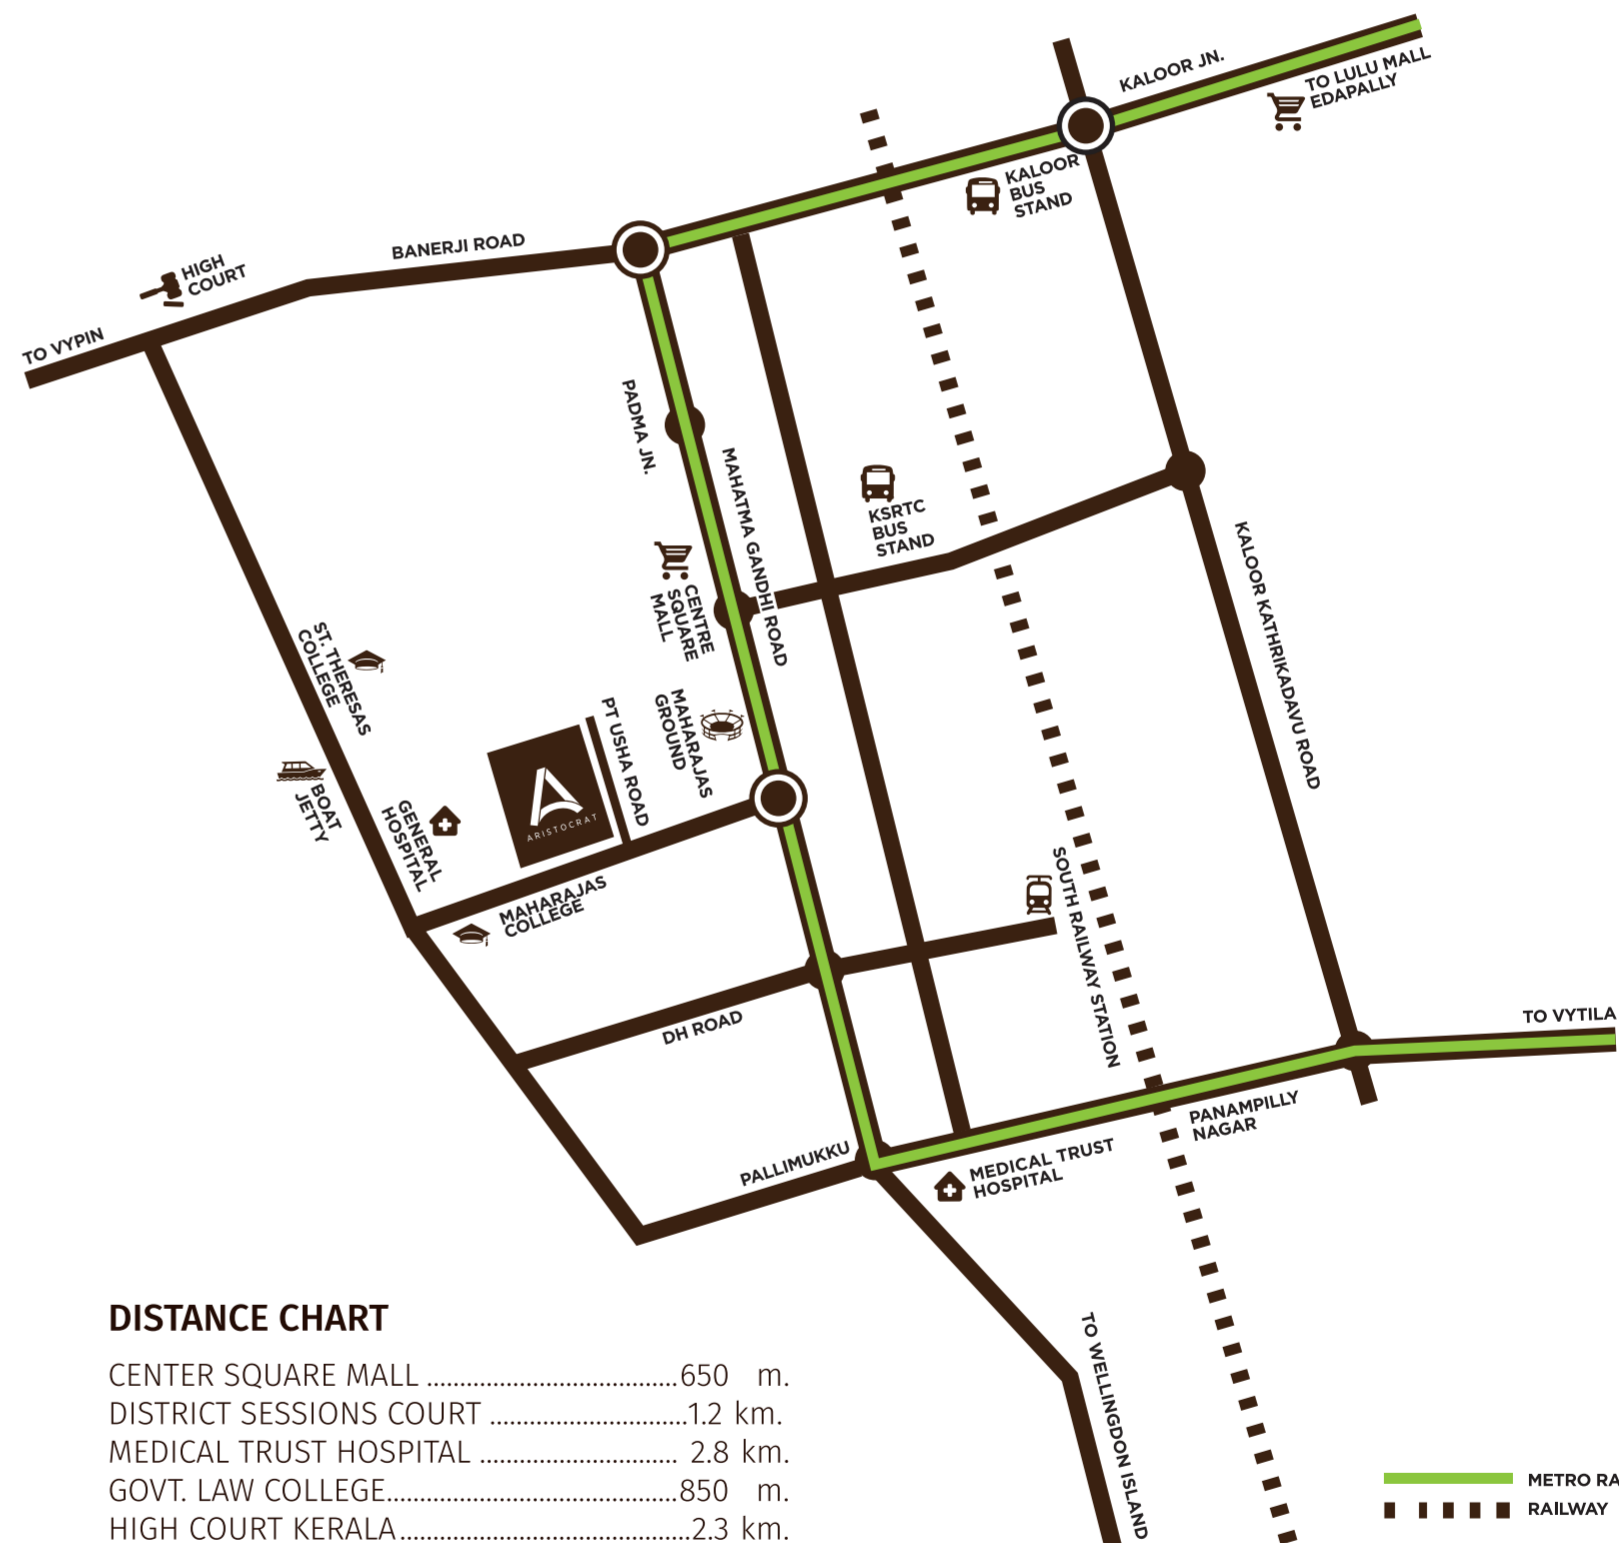 KALOOR JN.
TO LULU MALL
EDAPALLY
KALOOR
BUS
STAND
BANERJI ROAD
HIGH
COURT
TO VYPIN
PADMA JN.
MAHATMA GANDHI ROAD
KSRTC
BUS
STAND
CENTRE
SQUARE
MALL
KALOOR KATHRIKADAVU ROAD
ST. THERESAS
COLLEGE
MAHARAJAS
GROUND
PT USHA ROAD
BOAT
JETTY
GENERAL
HOSPITAL
ARISTOCRAT
MAHARAJAS
COLLEGE
SOUTH RAILWAY STATION
DH ROAD
TO VYTILA
PANAMPILLY
NAGAR
PALLIMUKKU
MEDICAL TRUST
HOSPITAL
TO WELLINGDON ISLAND
DISTANCE CHART
CENTER SQUARE MALL ................................................650 m.
DISTRICT SESSIONS COURT ......................................1.2 km.
MEDICAL TRUST HOSPITAL ...................................... 2.8 km.
GOVT. LAW COLLEGE........................................................850 m.
HIGH COURT KERALA........................................................2.3 km.
METRO RA
RAILWAY